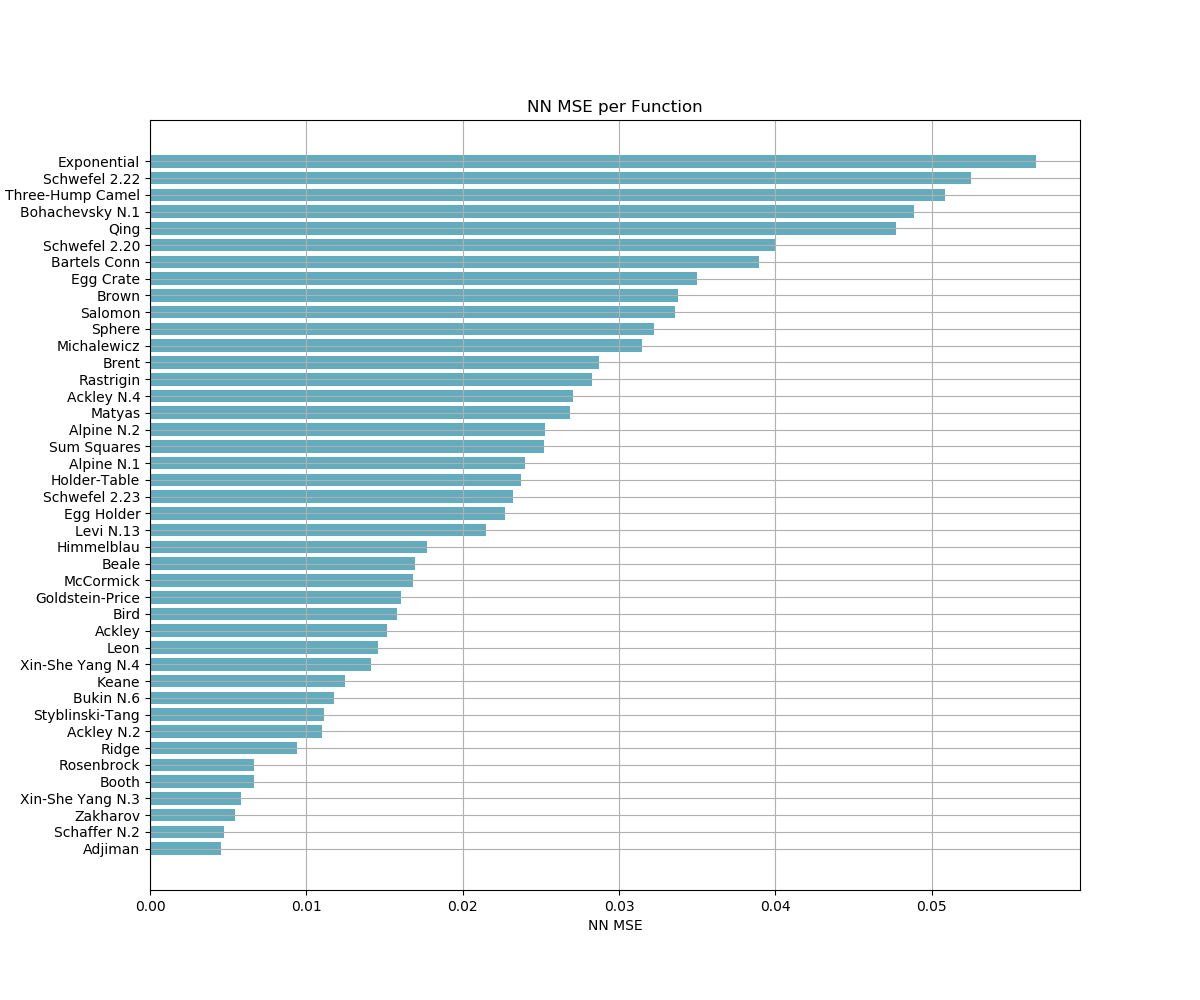 NN MSE per Function
Exponential
Schwefel 2.22
Three-Hump Camel
Bohachevsky N.1
Qing
Schwefel 2.20
Bartels Conn
Egg Crate
Brown
Salomon
Sphere
Michalewicz
Brent
Rastrigin
Ackley N.4
Matyas
Alpine N.2
Sum Squares
Alpine N.1
Holder-Table
Schwefel 2.23
Egg Holder
Levi N.13
Himmelblau
Beale
McCormick
Goldstein-Price
Bird
Ackley
Leon
Xin-She Yang N.4
Keane
Bukin N.6
Styblinski-Tang
Ackley N.2
Ridge
Rosenbrock
Booth
Xin-She Yang N.3
Zakharov
Schaffer N.2
Adjiman
0.00 0.01 0.02 0.03 0.04 0.05
NN MSE